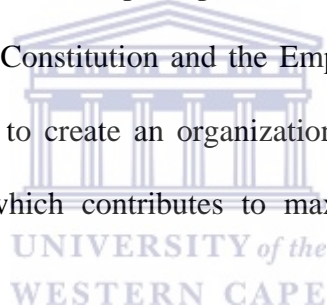 Constitution and the Emp
to create an organization
which contributes to max
UNIVERSITY of the
WESTERN CAPE